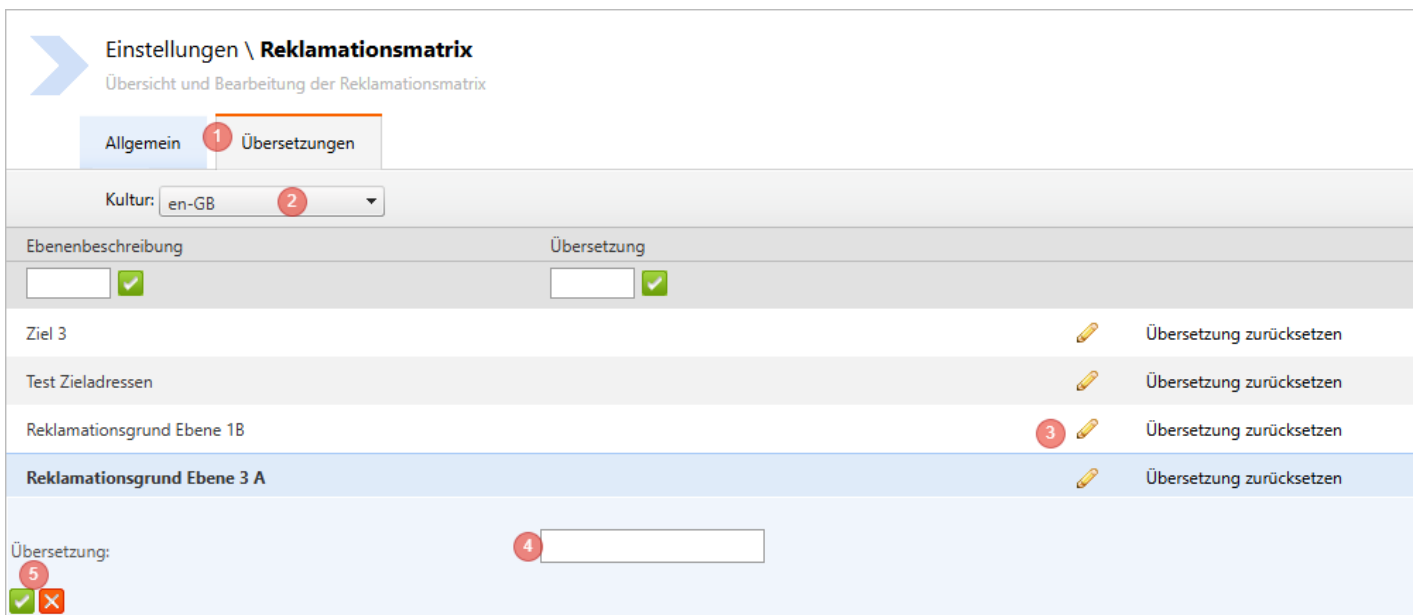 Einstellungen \ Reklamationsmatrix
Übersicht und Bearbeitung der Reklamationsmatrix
Allgemein 1 Übersetzungen
Kultur: en-GB 2
Ebenenbeschreibung Übersetzung
Ziel 3 Übersetzung zurücksetzen
Test Zieladressen Übersetzung zurücksetzen
Reklamationsgrund Ebene 1B 3 Übersetzung zurücksetzen
Reklamationsgrund Ebene 3 A Übersetzung zurücksetzen
Übersetzung: 4
5